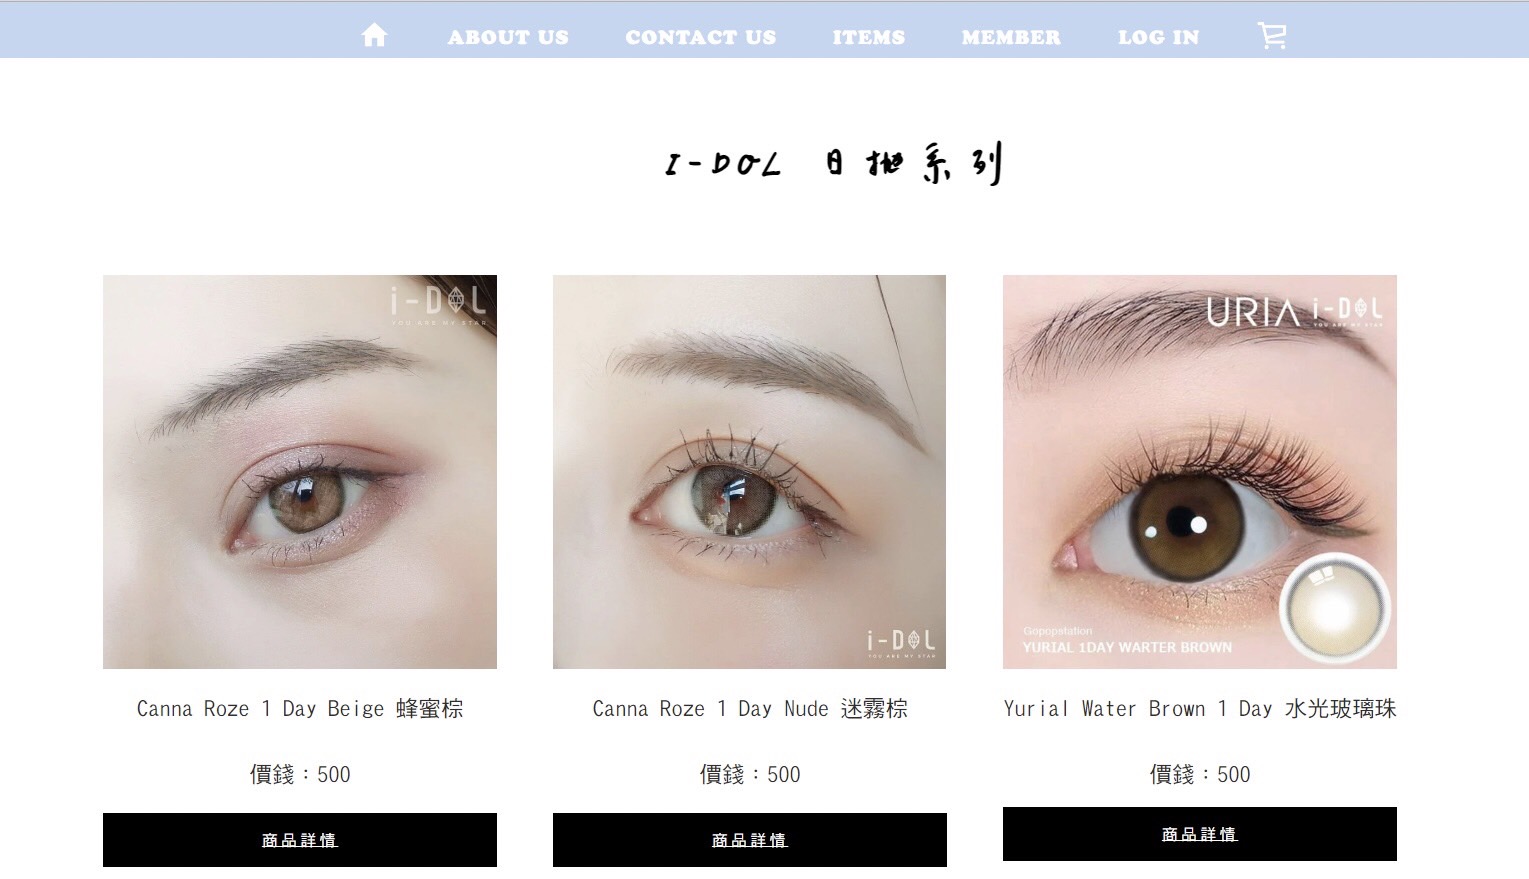 ABOUT US CONTACT US ITEMS MEMBER LOG IN
I-DOL 日拋系列
i-DOL
YOU ARE MY STAR
i-DOL
YOU ARE MY STAR
URIA i-DOL
YOU ARE MY STAR
Gopopstation
YURIAL 1DAY WARTER BROWN
Canna Roze 1 Day Beige 蜂蜜棕
Canna Roze 1 Day Nude 迷霧棕
Yurial Water Brown 1 Day 水光玻璃珠
價錢：500
價錢：500
價錢：500
商品詳情
商品詳情
商品詳情